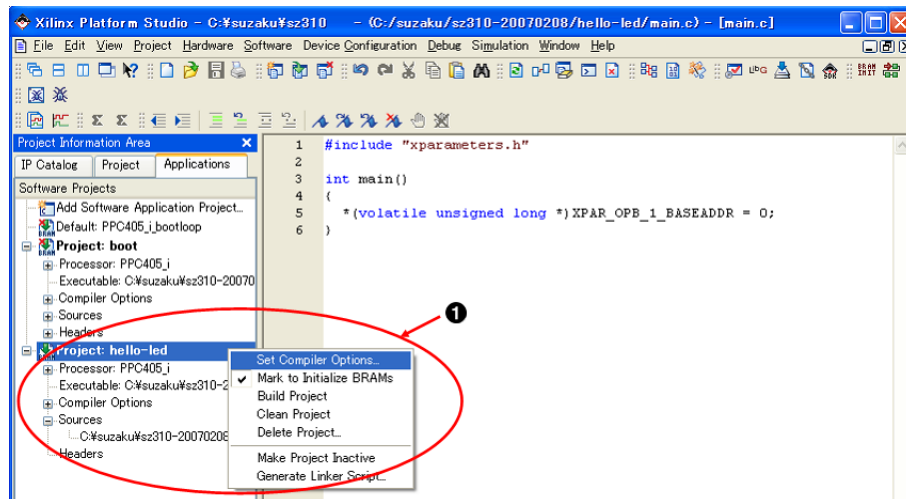 Xilinx Platform Studio - C:¥suzaku¥sz310 - (C:/suzaku/sz310-20070208/hello-led/main.c) - [main.c]
File Edit View Project Hardware Software Device Configuration Debug Simulation Window Help
Project Information Area
IP Catalog Project Applications
Software Projects
Add Software Application Project...
Default: PPC405_i_bootloop
Project: boot
Processor: PPC405_i
Executable: C:¥suzaku¥sz310-20070
Compiler Options
Sources
Headers
Project: hello-led
Processor: PPC405_i
Executable: C:¥suzaku¥sz310-2
Compiler Options
Sources
C:¥suzaku¥sz310-20070208
Headers
1 #include "xparameters.h"
2
3 int main()
4 {
5 *(volatile unsigned long *)XPAR_OPB_1_BASEADDR = 0;
6 }
1
Set Compiler Options...
Mark to Initialize BRAMs
Build Project
Clean Project
Delete Project...
Make Project Inactive
Generate Linker Script...